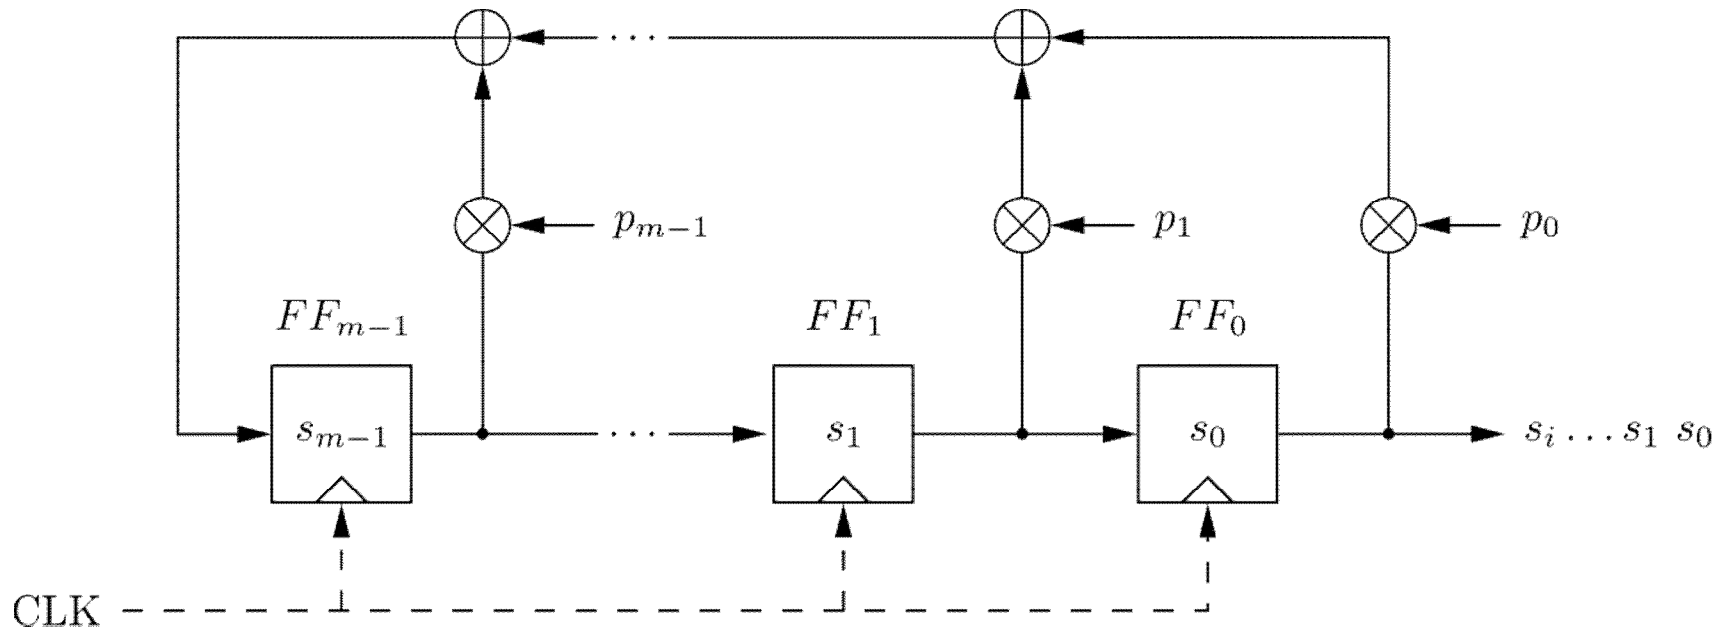 · · ·
p_{m−1} p_1 p_0
FF_{m−1} FF_1 FF_0
s_{m−1} · · · s_1 s_0 s_i . . . s_1 s_0
CLK